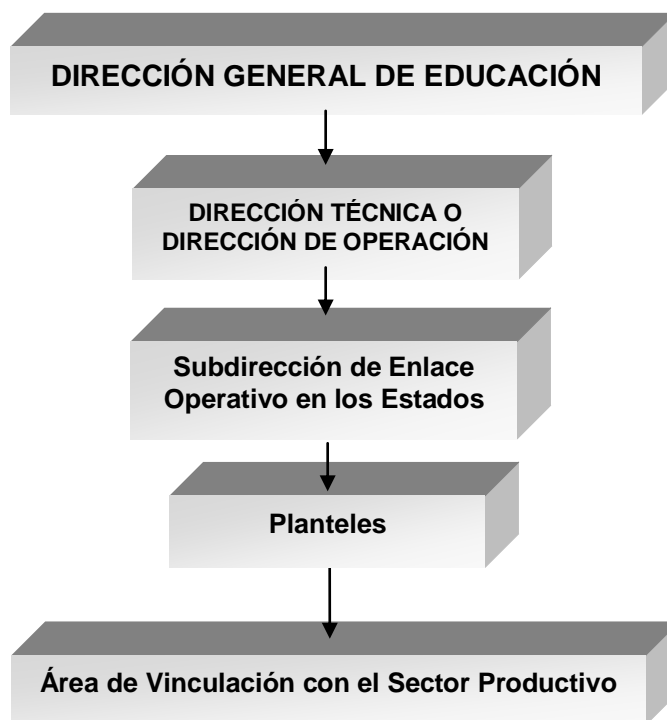 DIRECCIÓN GENERAL DE EDUCACIÓN
DIRECCIÓN TÉCNICA O
DIRECCIÓN DE OPERACIÓN
Subdirección de Enlace
Operativo en los Estados
Planteles
Área de Vinculación con el Sector Productivo